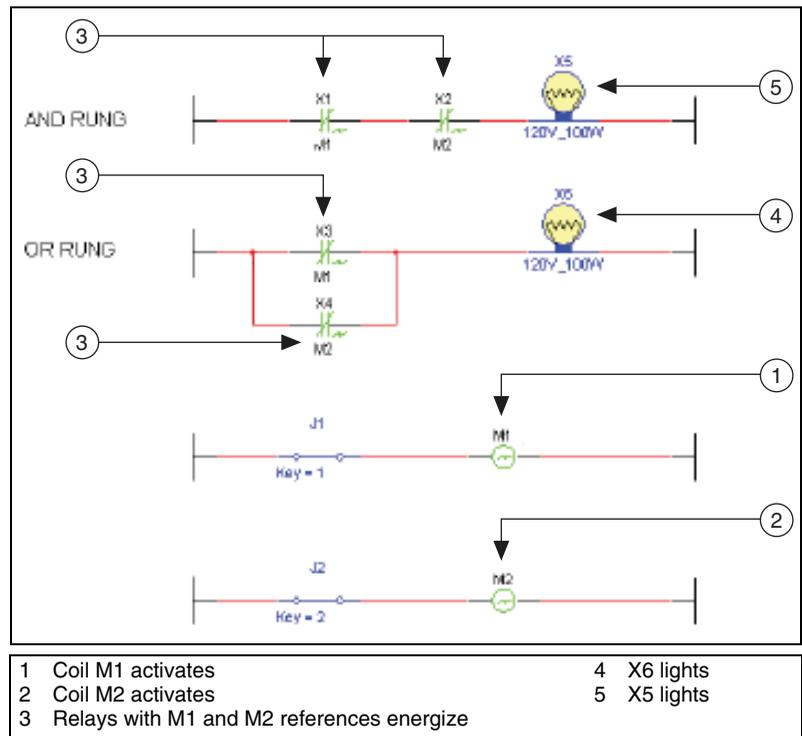 3
X5
5
X1
X2
AND RUNG
M1
M2
120V_100W
3
X6
4
X3
OR RUNG
120V_100W
M1
X4
3
M2
1
J1
M1
Key = 1
2
J2
M2
Key = 2
1 Coil M1 activates
2 Coil M2 activates
3 Relays with M1 and M2 references energize
4 X6 lights
5 X5 lights